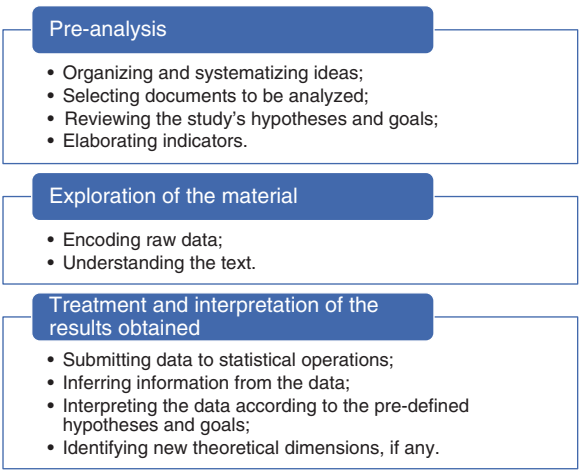 Pre-analysis
• Organizing and systematizing ideas;
• Selecting documents to be analyzed;
• Reviewing the study's hypotheses and goals;
• Elaborating indicators.
Exploration of the material
• Encoding raw data;
• Understanding the text.
Treatment and interpretation of the
results obtained
• Submitting data to statistical operations;
• Inferring information from the data;
• Interpreting the data according to the pre-defined
hypotheses and goals;
• Identifying new theoretical dimensions, if any.